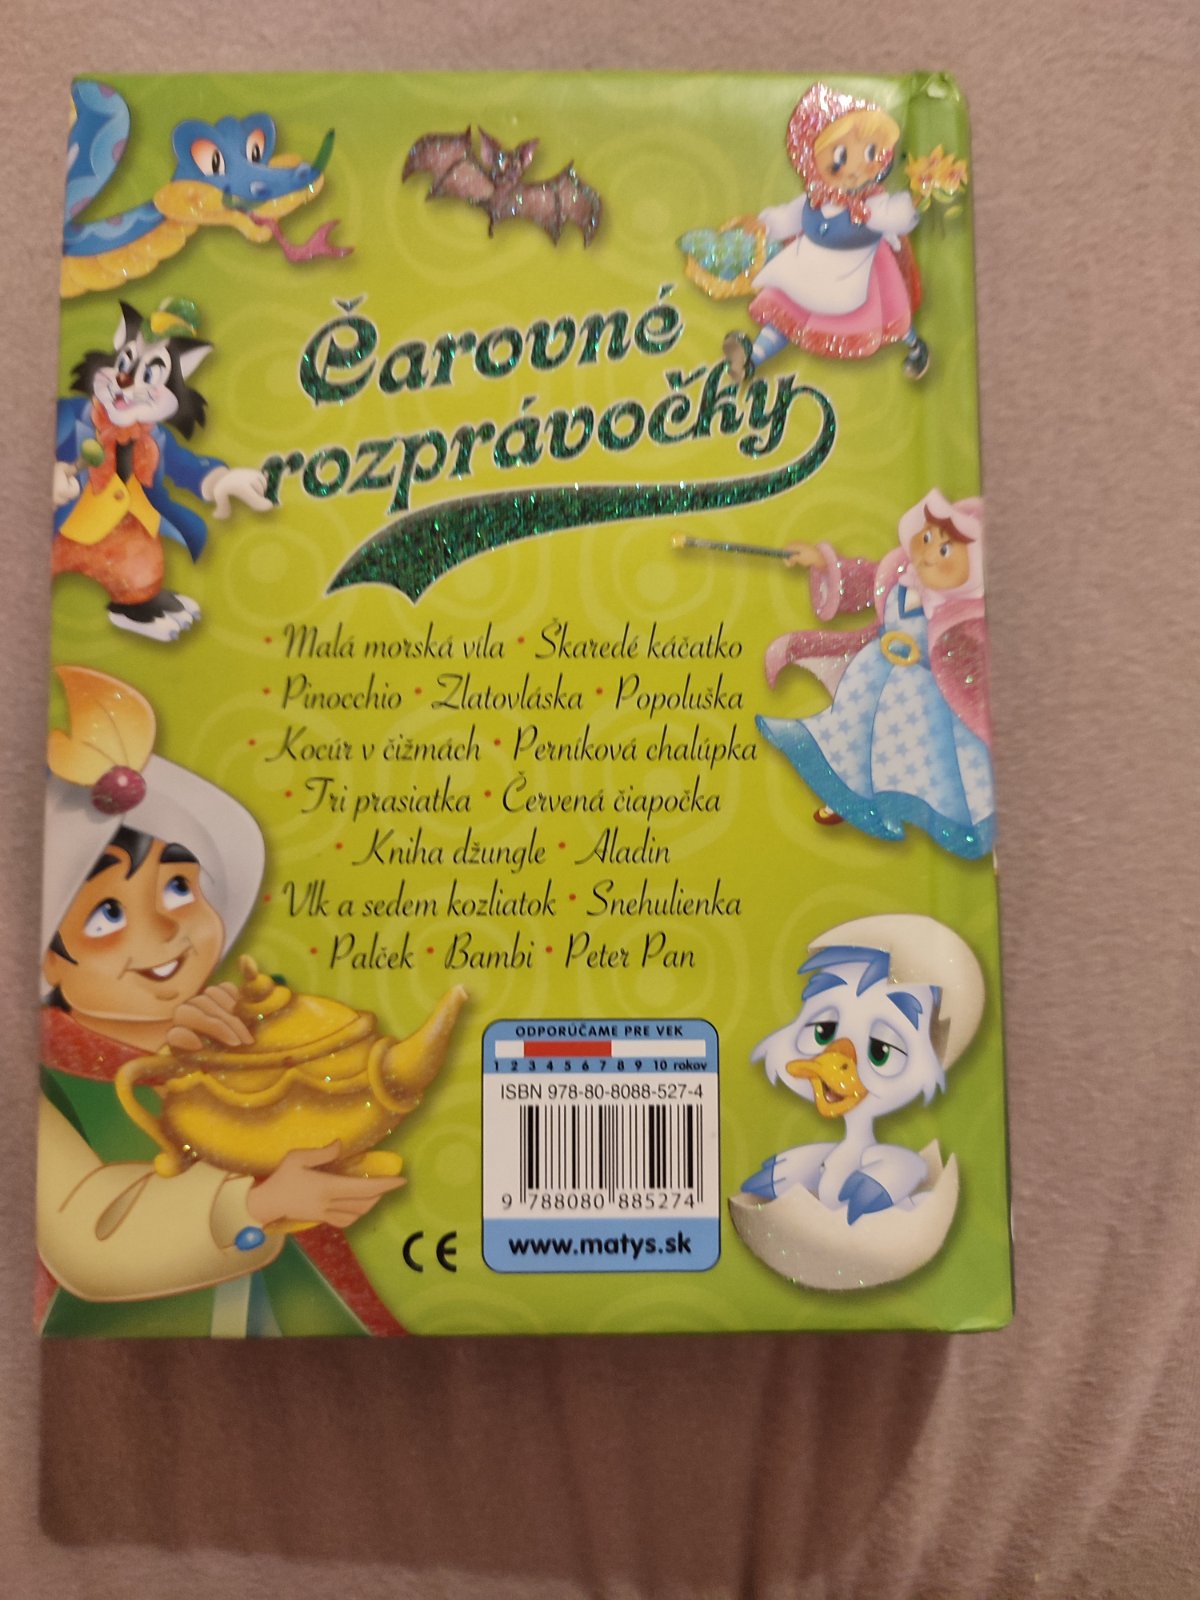 Čarovné
rozprávočky
• Malá morská víla • Škaredé káčatko
• Pinocchio • Zlatovláska • Popoluška
• Kocúr v čižmách • Perníková chalúpka
• Tri prasiatka • Červená čiapočka
• Kniha džungle • Aladin
• Vlk a sedem kozliatok • Snehulienka
• Palček • Bambi • Peter Pan
ODPORÚČAME PRE VEK
1 2 3 4 5 6 7 8 9 10 rokov
ISBN 978-80-8088-527-4
9 788080 885274
www.matys.sk
CE